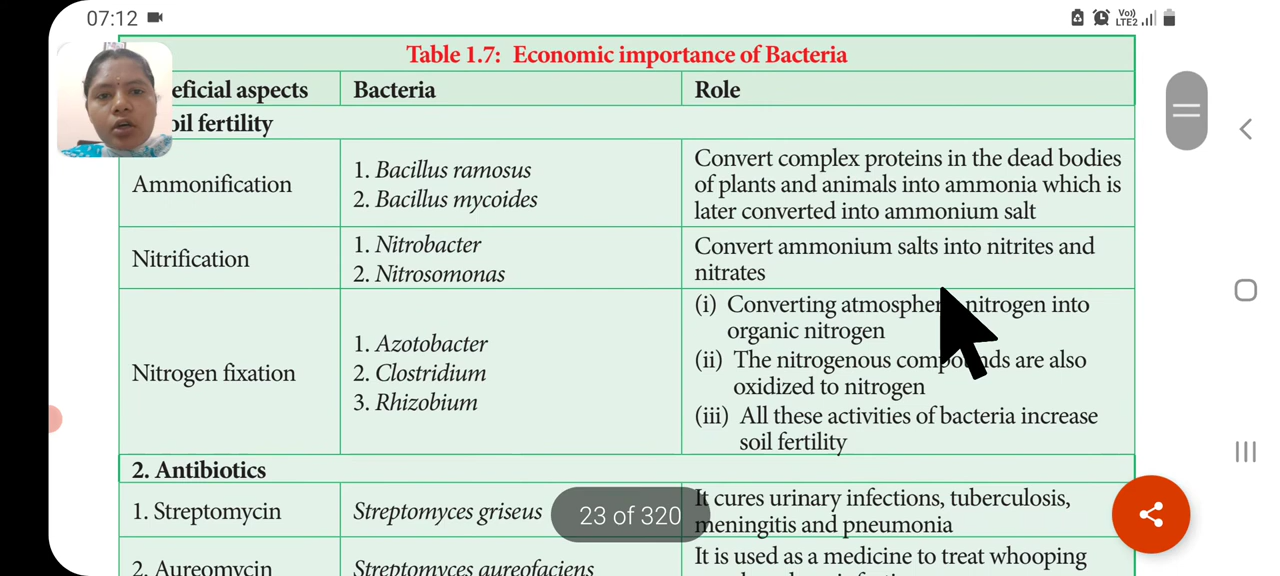 07:12
Vo)
LTE2
Table 1.7: Economic importance of Bacteria
eficial aspects Bacteria Role
oil fertility
Ammonification
1. Bacillus ramosus
2. Bacillus mycoides
Convert complex proteins in the dead bodies
of plants and animals into ammonia which is
later converted into ammonium salt
Nitrification
1. Nitrobacter
2. Nitrosomonas
Convert ammonium salts into nitrites and
nitrates
Nitrogen fixation
1. Azotobacter
2. Clostridium
3. Rhizobium
(i) Converting atmospher nitrogen into
organic nitrogen
(ii) The nitrogenous compounds are also
oxidized to nitrogen
(iii) All these activities of bacteria increase
soil fertility
2. Antibiotics
1. Streptomycin
Streptomyces griseus
It cures urinary infections, tuberculosis,
meningitis and pneumonia
23 of 320
2. Aureomycin
Streptomyces aureofaciens
It is used as a medicine to treat whooping